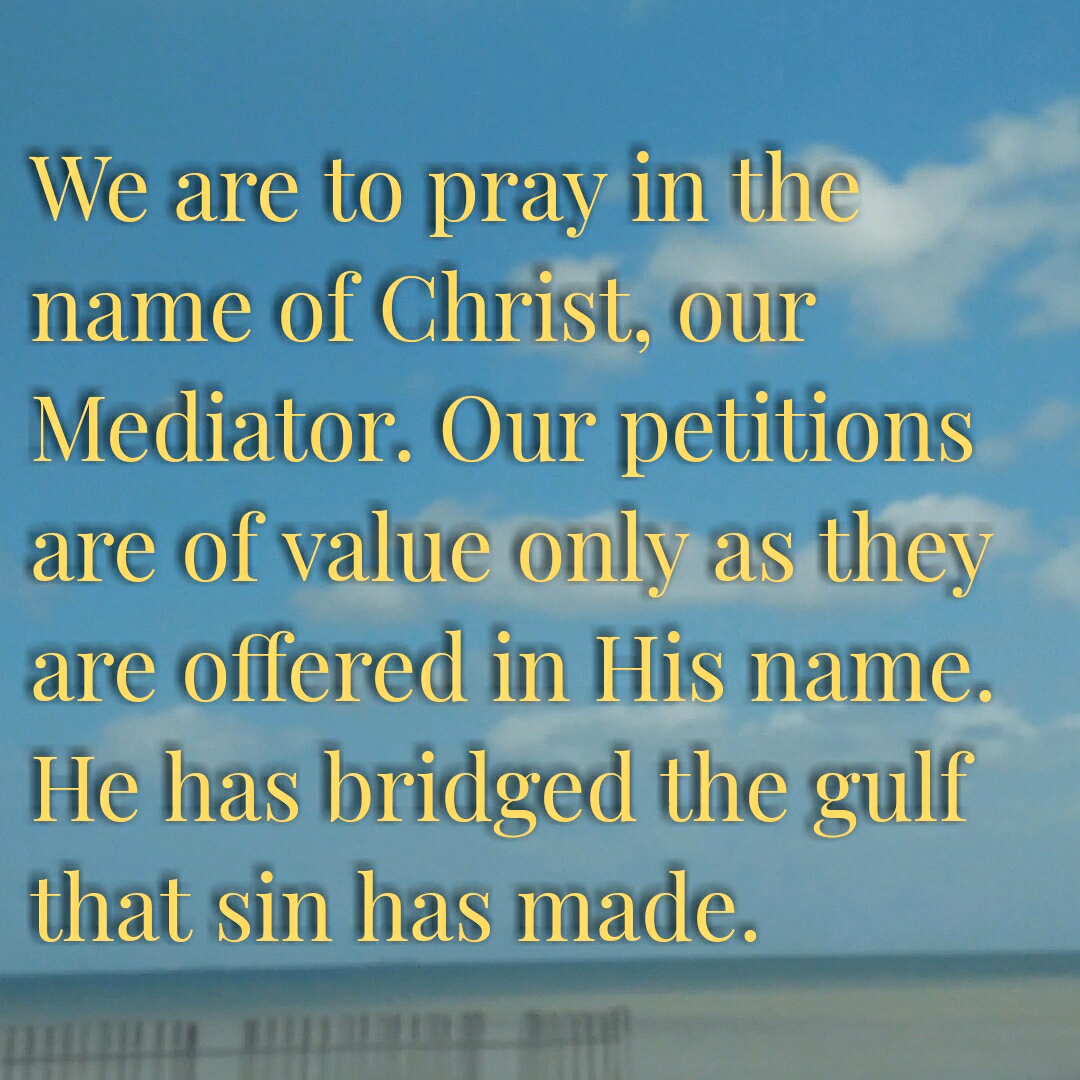 We are to pray in the
name of Christ, our
Mediator. Our petitions
are of value only as they
are offered in His name.
He has bridged the gulf
that sin has made.